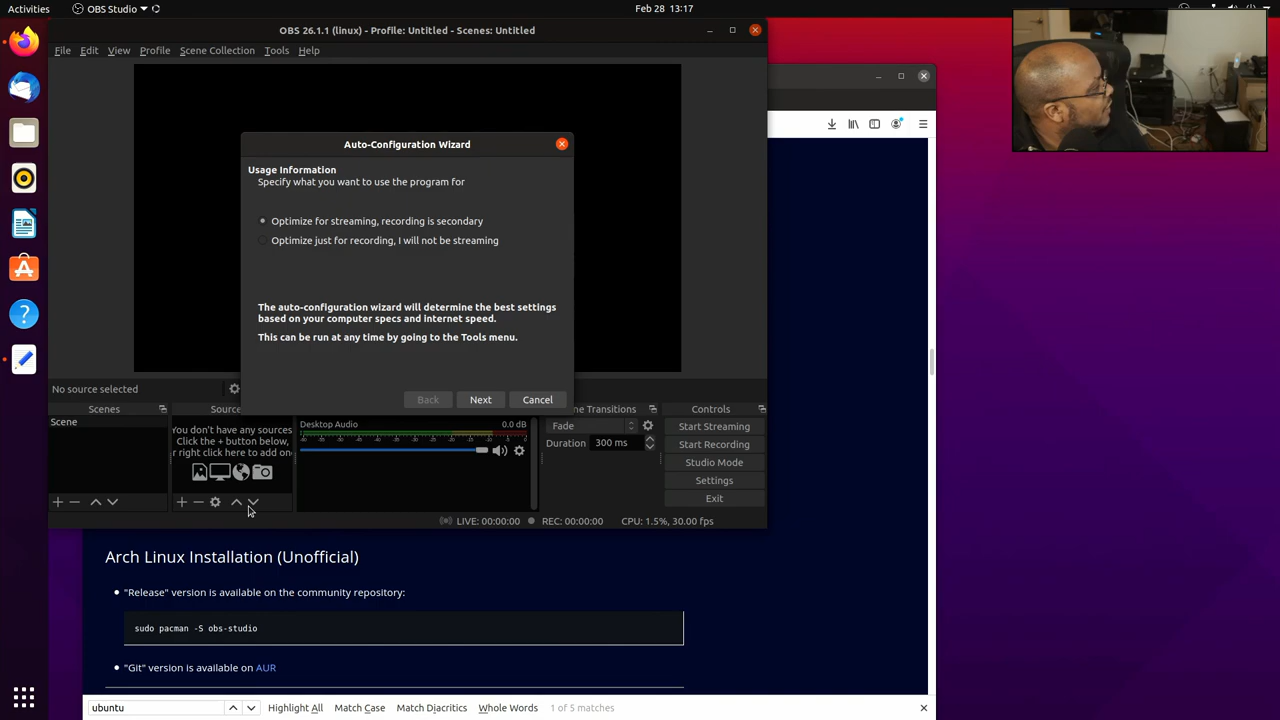 Activities
OBS Studio
Feb 28 13:17
OBS 26.1.1 (linux) - Profile: Untitled - Scenes: Untitled
File Edit View Profile Scene Collection Tools Help
Auto-Configuration Wizard
Usage Information
Specify what you want to use the program for
Optimize for streaming, recording is secondary
Optimize just for recording, I will not be streaming
The auto-configuration wizard will determine the best settings
based on your computer specs and internet speed.
This can be run at any time by going to the Tools menu.
Back Next Cancel
No source selected
Scenes
Scene
You don't have any sources
Click the + button below,
or right click here to add one
Desktop Audio 0.0 dB
Transitions
Fade
Duration 300 ms
Controls
Start Streaming
Start Recording
Studio Mode
Settings
Exit
LIVE: 00:00:00 REC: 00:00:00 CPU: 1.5%, 30.00 fps
Arch Linux Installation (Unofficial)
"Release" version is available on the community repository:
sudo pacman -S obs-studio
"Git" version is available on AUR
ubuntu Highlight All Match Case Match Diacritics Whole Words 1 of 5 matches